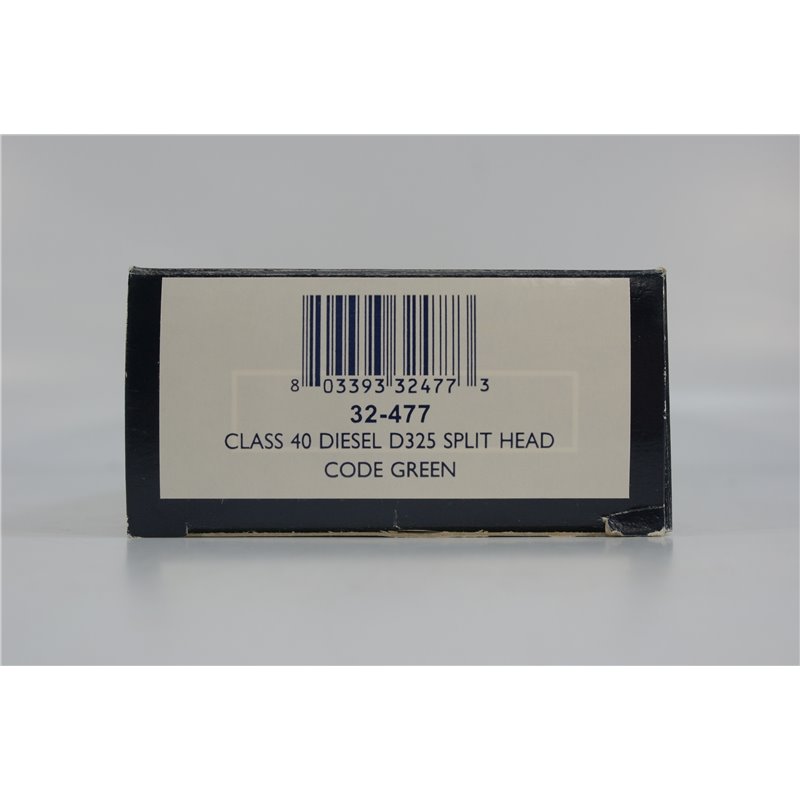 8 03393 32477 3
32-477
CLASS 40 DIESEL D325 SPLIT HEAD
CODE GREEN